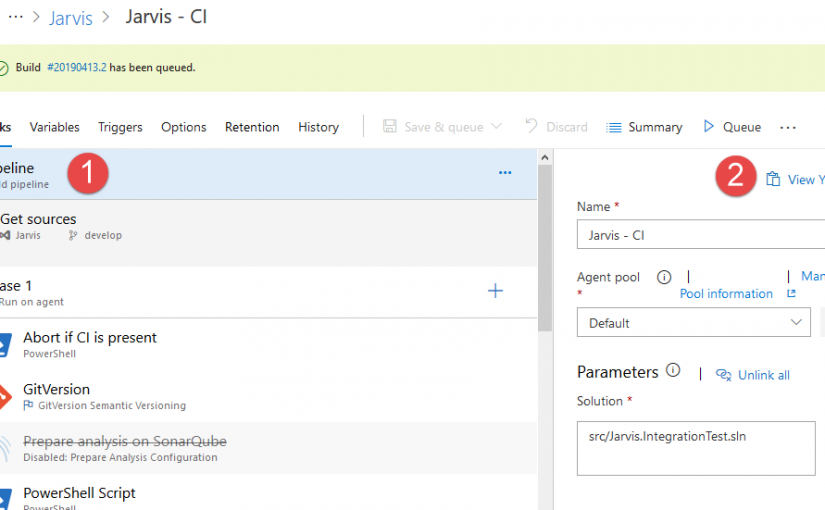 ··· > Jarvis > Jarvis - CI
Build #20190413.2 has been queued.
ks Variables Triggers Options Retention History Save & queue Discard Summary Queue ···
peline 1 ···
ld pipeline
2 View Y
Name *
Get sources
Jarvis develop
Jarvis - CI
ase 1
Run on agent
Agent pool | | Man
* Pool information
Default
Abort if CI is present
PowerShell
GitVersion
GitVersion Semantic Versioning
Parameters | Unlink all
Solution *
src/Jarvis.IntegrationTest.sln
Prepare analysis on SonarQube
Disabled: Prepare Analysis Configuration
PowerShell Script
PowerShell